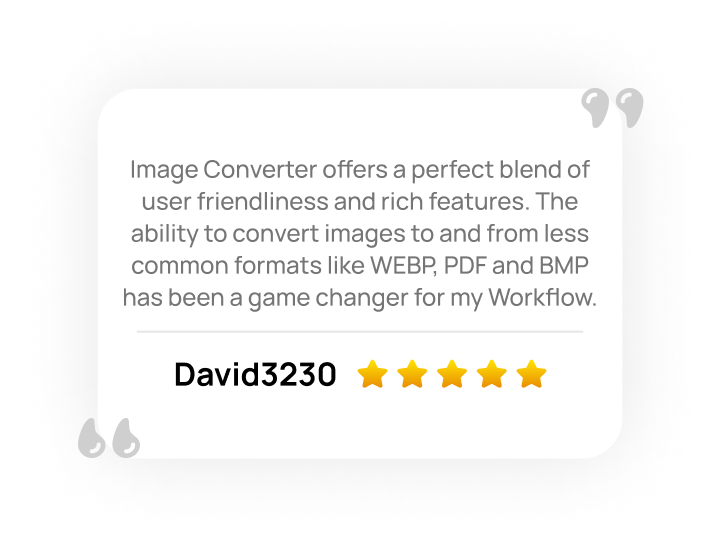 Image Converter offers a perfect blend of
user friendliness and rich features. The
ability to convert images to and from less
common formats like WEBP, PDF and BMP
has been a game changer for my Workflow.
David3230